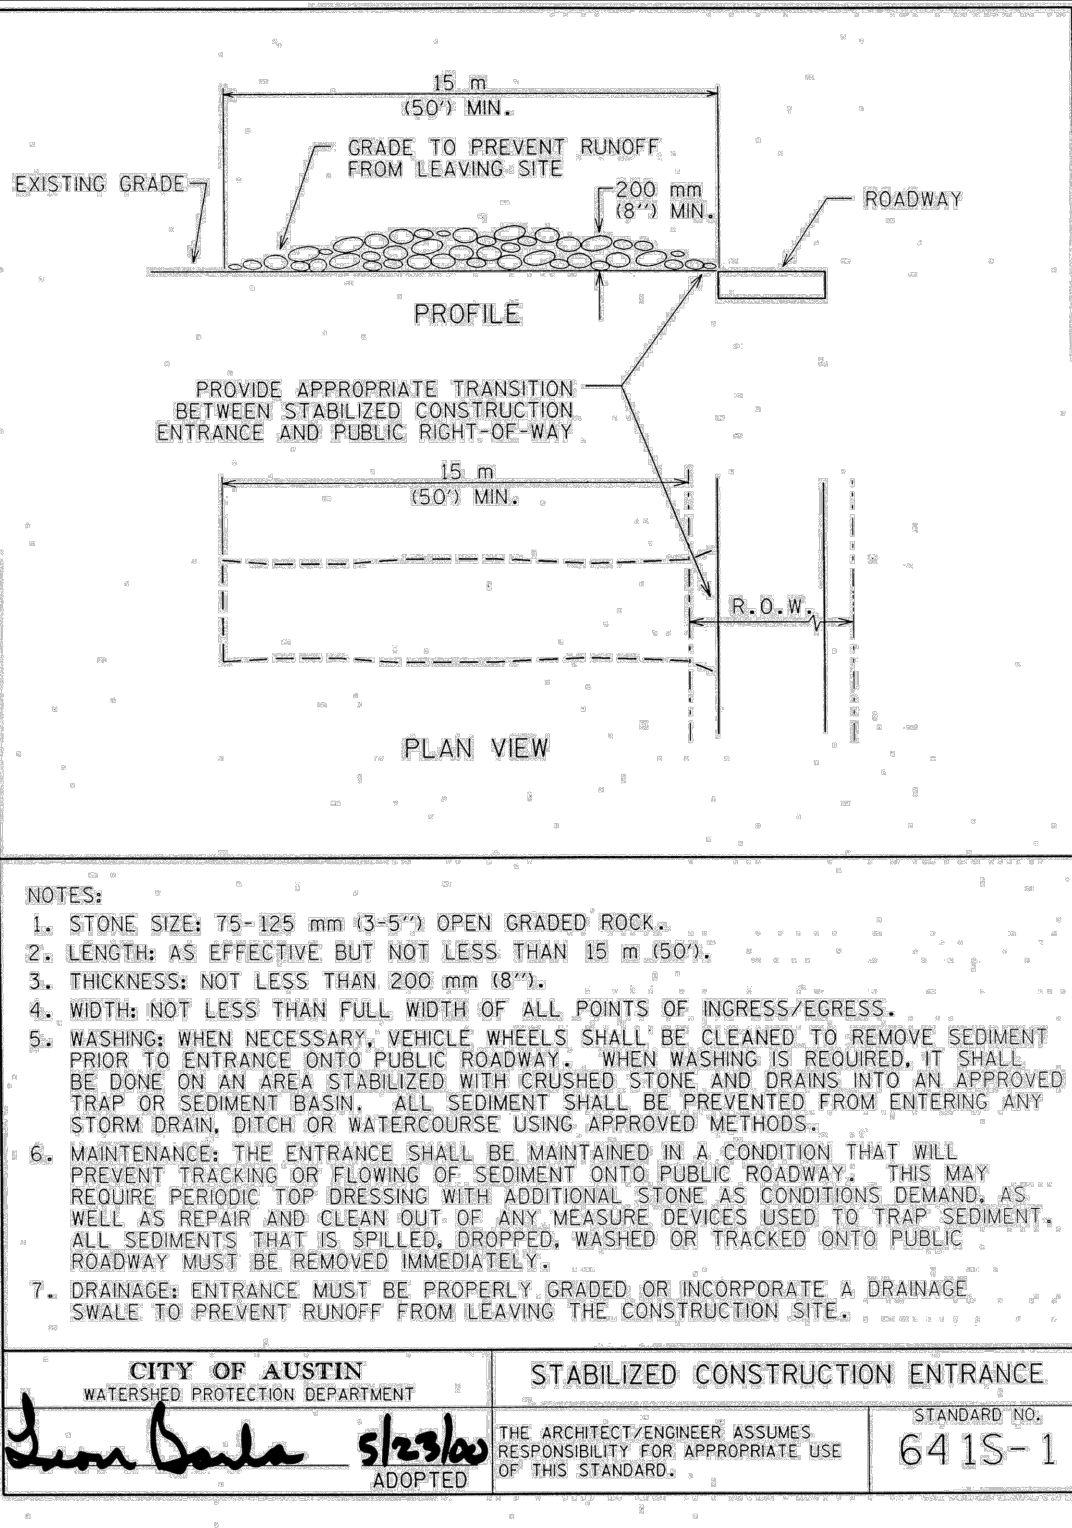 15 m
(50') MIN.
GRADE TO PREVENT RUNOFF
FROM LEAVING SITE
EXISTING GRADE
200 mm
(8'') MIN.
ROADWAY
PROFILE
PROVIDE APPROPRIATE TRANSITION
BETWEEN STABILIZED CONSTRUCTION
ENTRANCE AND PUBLIC RIGHT-OF-WAY
15 m
(50') MIN.
R.O.W.
PLAN VIEW
NOTES:
1. STONE SIZE: 75-125 mm (3-5'') OPEN GRADED ROCK.
2. LENGTH: AS EFFECTIVE BUT NOT LESS THAN 15 m (50').
3. THICKNESS: NOT LESS THAN 200 mm (8'').
4. WIDTH: NOT LESS THAN FULL WIDTH OF ALL POINTS OF INGRESS/EGRESS.
5. WASHING: WHEN NECESSARY, VEHICLE WHEELS SHALL BE CLEANED TO REMOVE SEDIMENT
PRIOR TO ENTRANCE ONTO PUBLIC ROADWAY. WHEN WASHING IS REQUIRED, IT SHALL
BE DONE ON AN AREA STABILIZED WITH CRUSHED STONE AND DRAINS INTO AN APPROVED
TRAP OR SEDIMENT BASIN. ALL SEDIMENT SHALL BE PREVENTED FROM ENTERING ANY
STORM DRAIN, DITCH OR WATERCOURSE USING APPROVED METHODS.
6. MAINTENANCE: THE ENTRANCE SHALL BE MAINTAINED IN A CONDITION THAT WILL
PREVENT TRACKING OR FLOWING OF SEDIMENT ONTO PUBLIC ROADWAY. THIS MAY
REQUIRE PERIODIC TOP DRESSING WITH ADDITIONAL STONE AS CONDITIONS DEMAND, AS
WELL AS REPAIR AND CLEAN OUT OF ANY MEASURE DEVICES USED TO TRAP SEDIMENT.
ALL SEDIMENTS THAT IS SPILLED, DROPPED, WASHED OR TRACKED ONTO PUBLIC
ROADWAY MUST BE REMOVED IMMEDIATELY.
7. DRAINAGE: ENTRANCE MUST BE PROPERLY GRADED OR INCORPORATE A DRAINAGE
SWALE TO PREVENT RUNOFF FROM LEAVING THE CONSTRUCTION SITE.
CITY OF AUSTIN
WATERSHED PROTECTION DEPARTMENT
5/23/00
ADOPTED
STABILIZED CONSTRUCTION ENTRANCE
THE ARCHITECT/ENGINEER ASSUMES
RESPONSIBILITY FOR APPROPRIATE USE
OF THIS STANDARD.
STANDARD NO.
641S-1